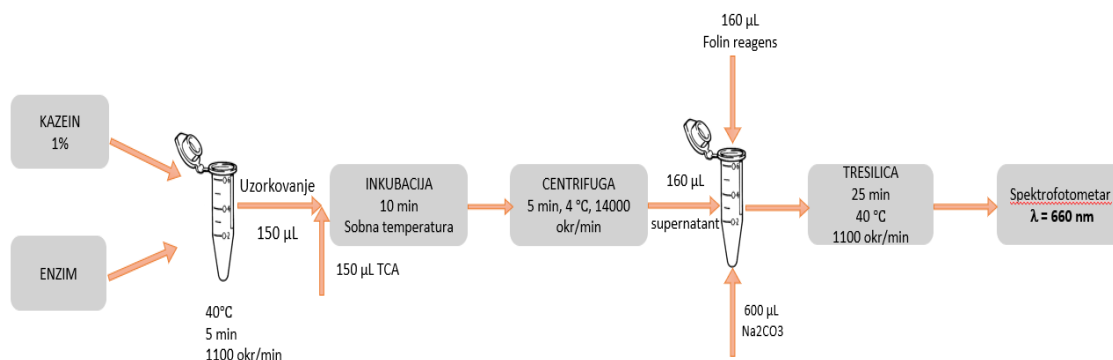 KAZEIN
1%
ENZIM
40°C
5 min
1100 okr/min
Uzorkovanje
150 µL
150 µL TCA
INKUBACIJA
10 min
Sobna temperatura
CENTRIFUGA
5 min, 4 °C, 14000
okr/min
160 µL
supernatant
160 µL
Folin reagens
600 µL
Na2CO3
TRESILICA
25 min
40 °C
1100 okr/min
Spektrofotometar
λ = 660 nm